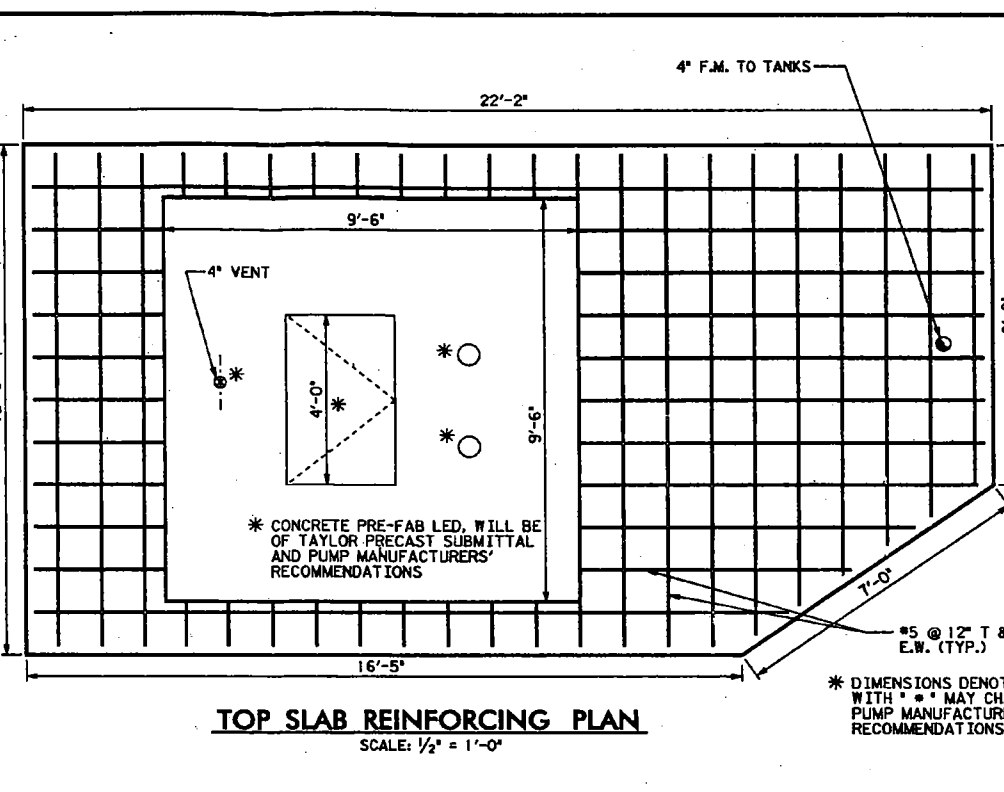 4" F.M. TO TANKS
22'-2"
9'-6"
4" VENT
*
4'-0"
*
*
*
9'-6"
* CONCRETE PRE-FAB LED, WILL BE
OF TAYLOR PRECAST SUBMITTAL
AND PUMP MANUFACTURERS'
RECOMMENDATIONS
7'-0"
#5 @ 12" T &
E.W. (TYP.)
16'-5"
* DIMENSIONS DENOT
WITH " * " MAY CH
PUMP MANUFACTUR
RECOMMENDATIONS
TOP SLAB REINFORCING PLAN
SCALE: 1/2" = 1'-0"